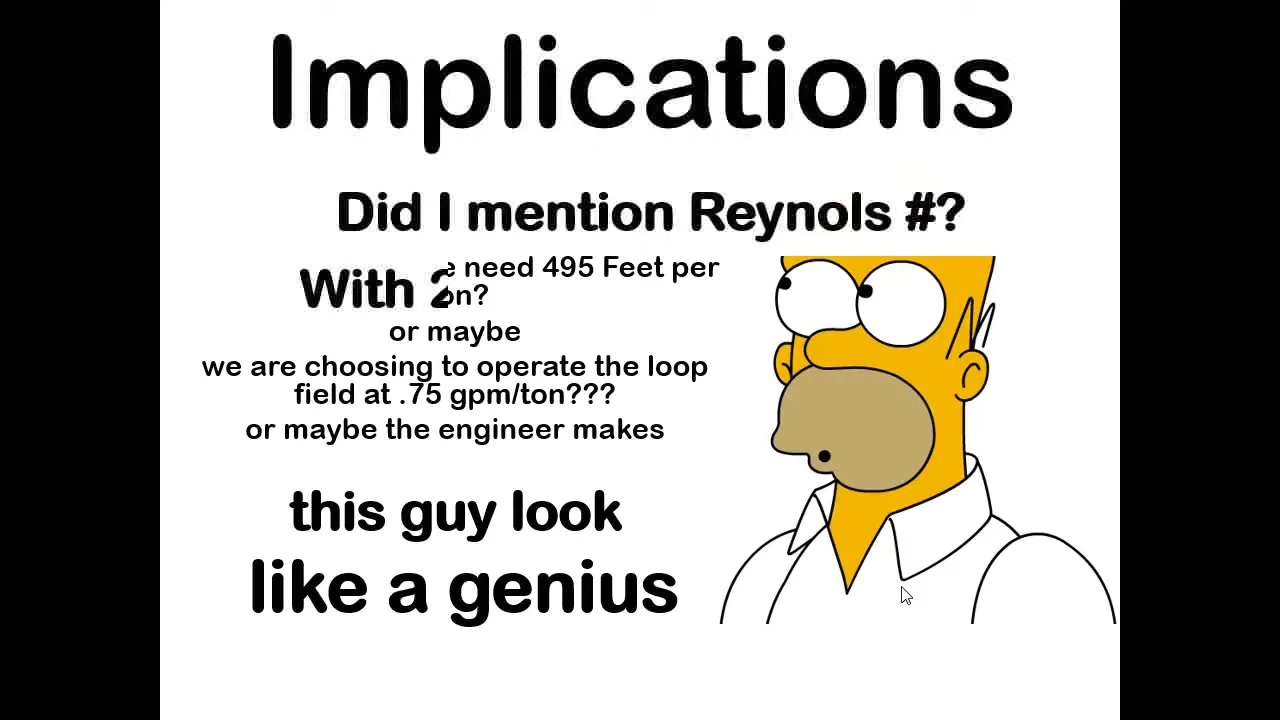 Implications
Did I mention Reynols #?
With
need 495 Feet per
or maybe
we are choosing to operate the loop
field at .75 gpm/ton???
or maybe the engineer makes
this guy look
like a genius